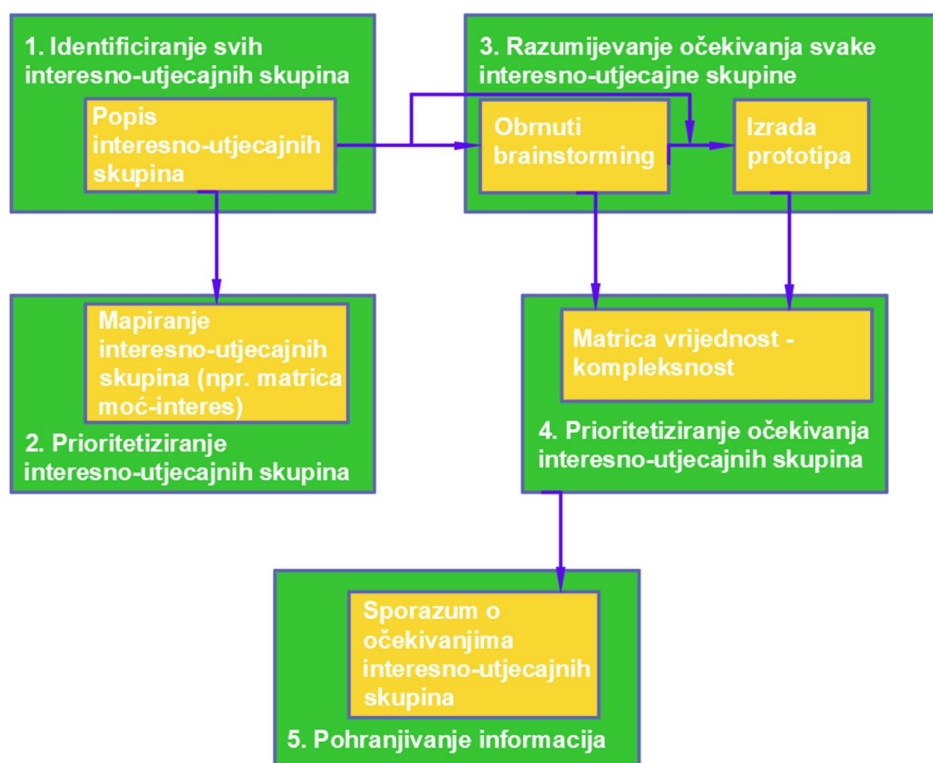 1. Identificiranje svih
interesno-utjecajnih skupina
Popis
interesno-utjecajnih
skupina
3. Razumijevanje očekivanja svake
interesno-utjecajne skupine
Obrnuti
brainstorming
Izrada
prototipa
Mapiranje
interesno-utjecajnih
skupina (npr. matrica
moć-interes)
2. Prioritetiziranje
interesno-utjecajnih skupina
Matrica vrijednost -
kompleksnost
4. Prioritetiziranje očekivanja
interesno-utjecajnih skupina
Sporazum o
očekivanjima
interesno-utjecajnih
skupina
5. Pohranjivanje informacija